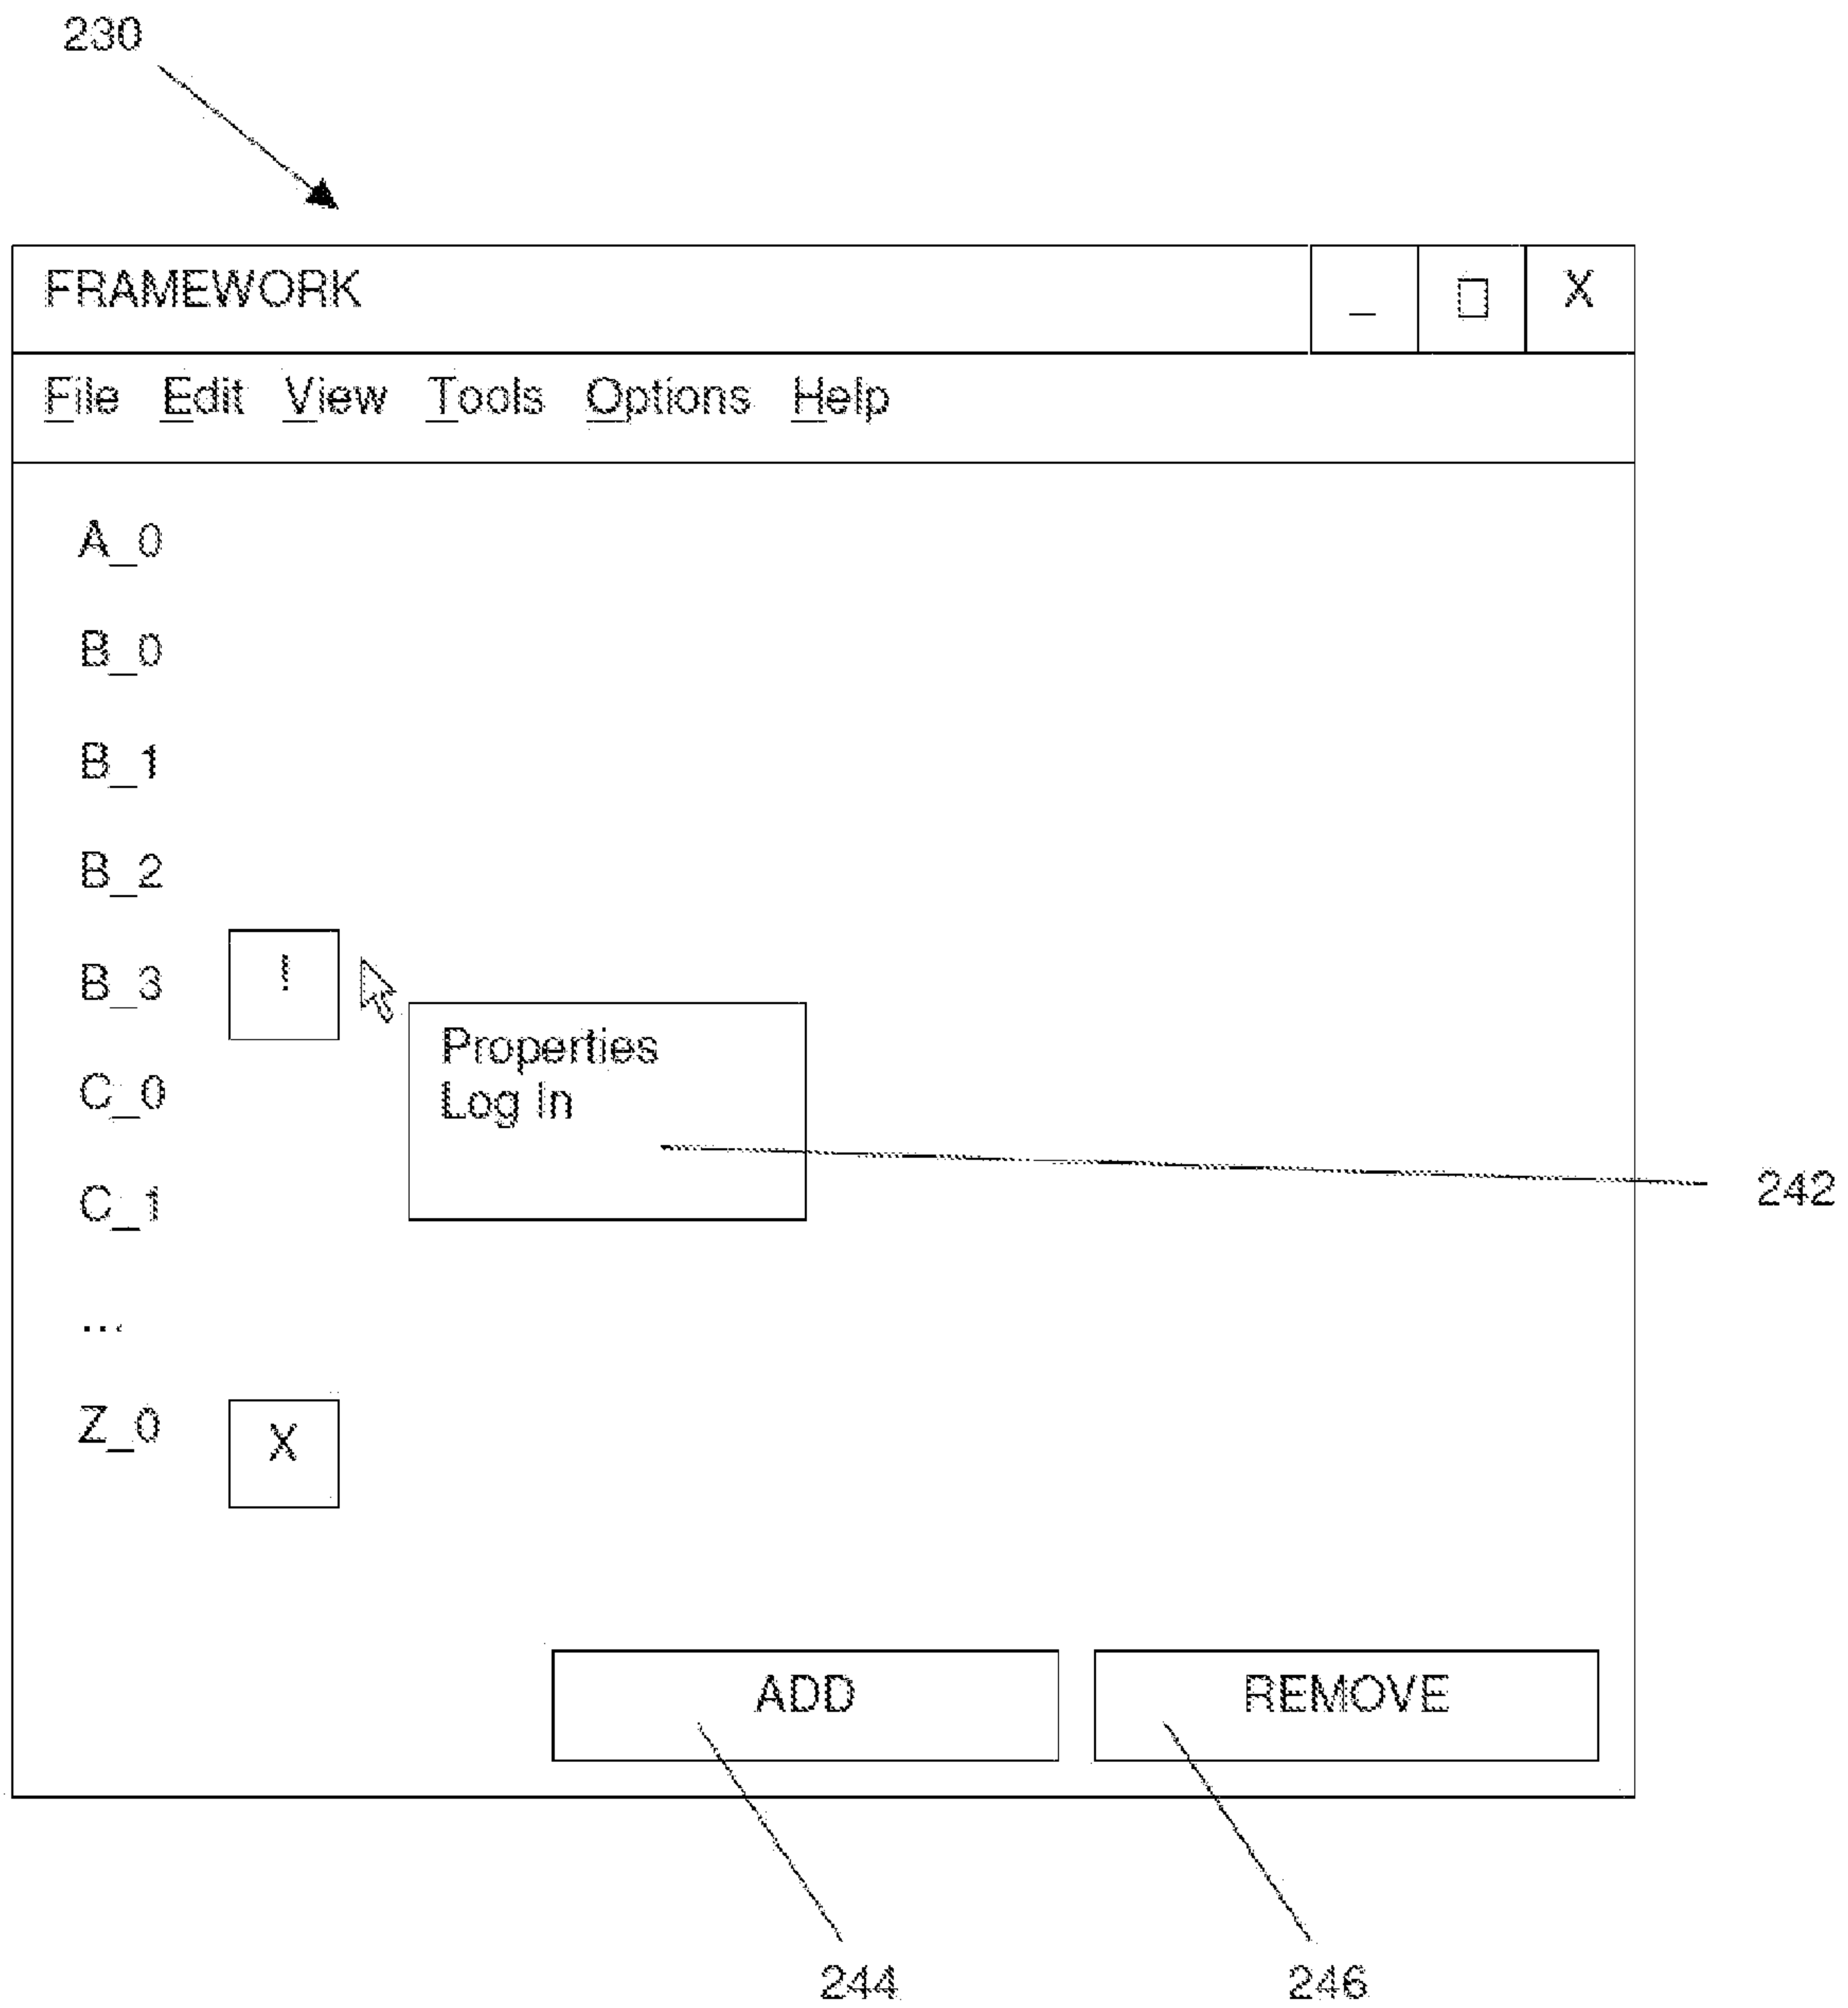 230
FRAMEWORK _ □ X
File Edit View Tools Options Help
A_0
B_0
B_1
B_2
B_3 !
Properties
Log In
C_0
C_1
242
...
Z_0 X
ADD REMOVE
244 246